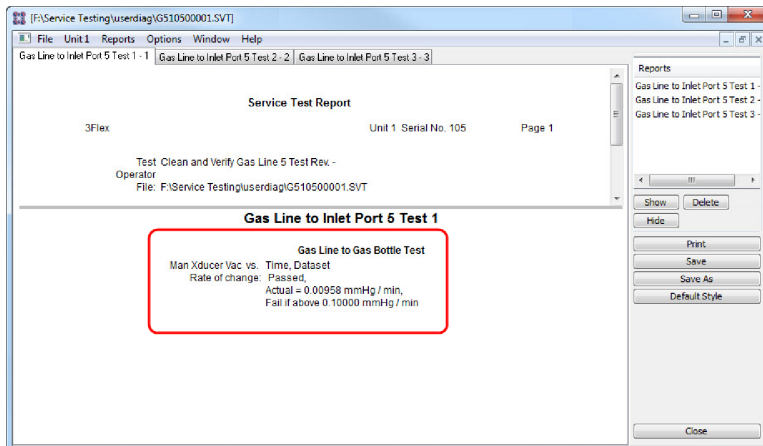 [F:\Service Testing\userdiag\G510500001.SVT]
File Unit 1 Reports Options Window Help
Gas Line to Inlet Port 5 Test 1 - 1 Gas Line to Inlet Port 5 Test 2 - 2 Gas Line to Inlet Port 5 Test 3 - 3
Service Test Report
3Flex Unit 1 Serial No. 105 Page 1
Test Clean and Verify Gas Line 5 Test Rev. -
Operator
File: F:\Service Testing\userdiag\G510500001.SVT
Gas Line to Inlet Port 5 Test 1
Gas Line to Gas Bottle Test
Man Xducer Vac vs. Time, Dataset
Rate of change: Passed,
Actual = 0.00958 mmHg / min,
Fail if above 0.10000 mmHg / min
Reports
Gas Line to Inlet Port 5 Test 1 -
Gas Line to Inlet Port 5 Test 2 -
Gas Line to Inlet Port 5 Test 3 -
Show Delete
Hide
Print
Save
Save As
Default Style
Close